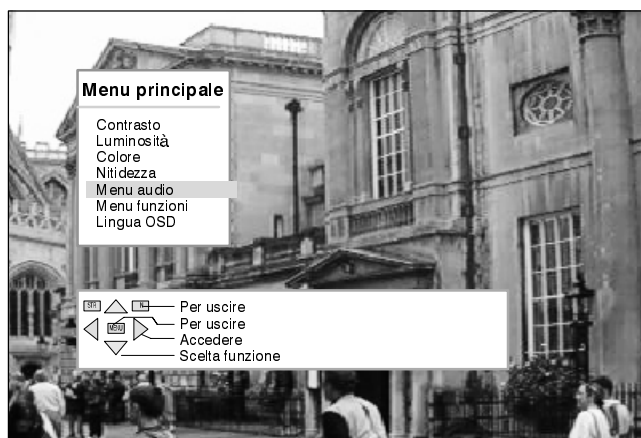 Menu principale
Contrasto
Luminosità
Colore
Nitidezza
Menu audio
Menu funzioni
Lingua OSD
Per uscire
MENU Per uscire
Accedere
Scelta funzione